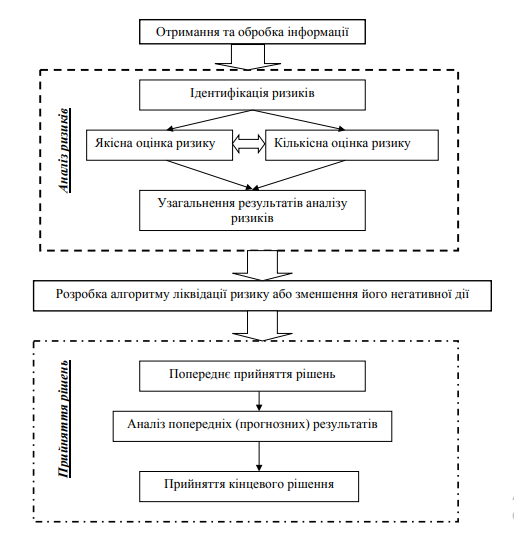 Отримання та обробка інформації
Аналіз ризиків
Ідентифікація ризиків
Якісна оцінка ризику
Кількісна оцінка ризику
Узагальнення результатів аналізу
ризиків
Розробка алгоритму ліквідації ризику або зменшення його негативної дії
Прийняття рішень
Попереднє прийняття рішень
Аналіз попередніх (прогнозних) результатів
Прийняття кінцевого рішення